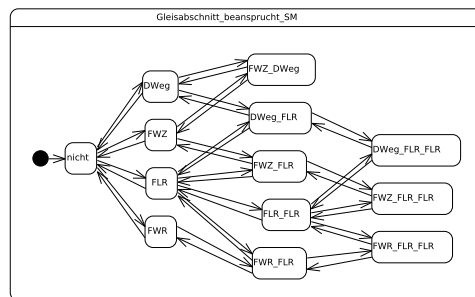 Gleisabschnitt_beansprucht_SM
FWZ_DWeg
DWeg
DWeg_FLR
FWZ
DWeg_FLR_FLR
nicht
FWZ_FLR
FLR
FWZ_FLR_FLR
FLR_FLR
FWR
FWR_FLR_FLR
FWR_FLR